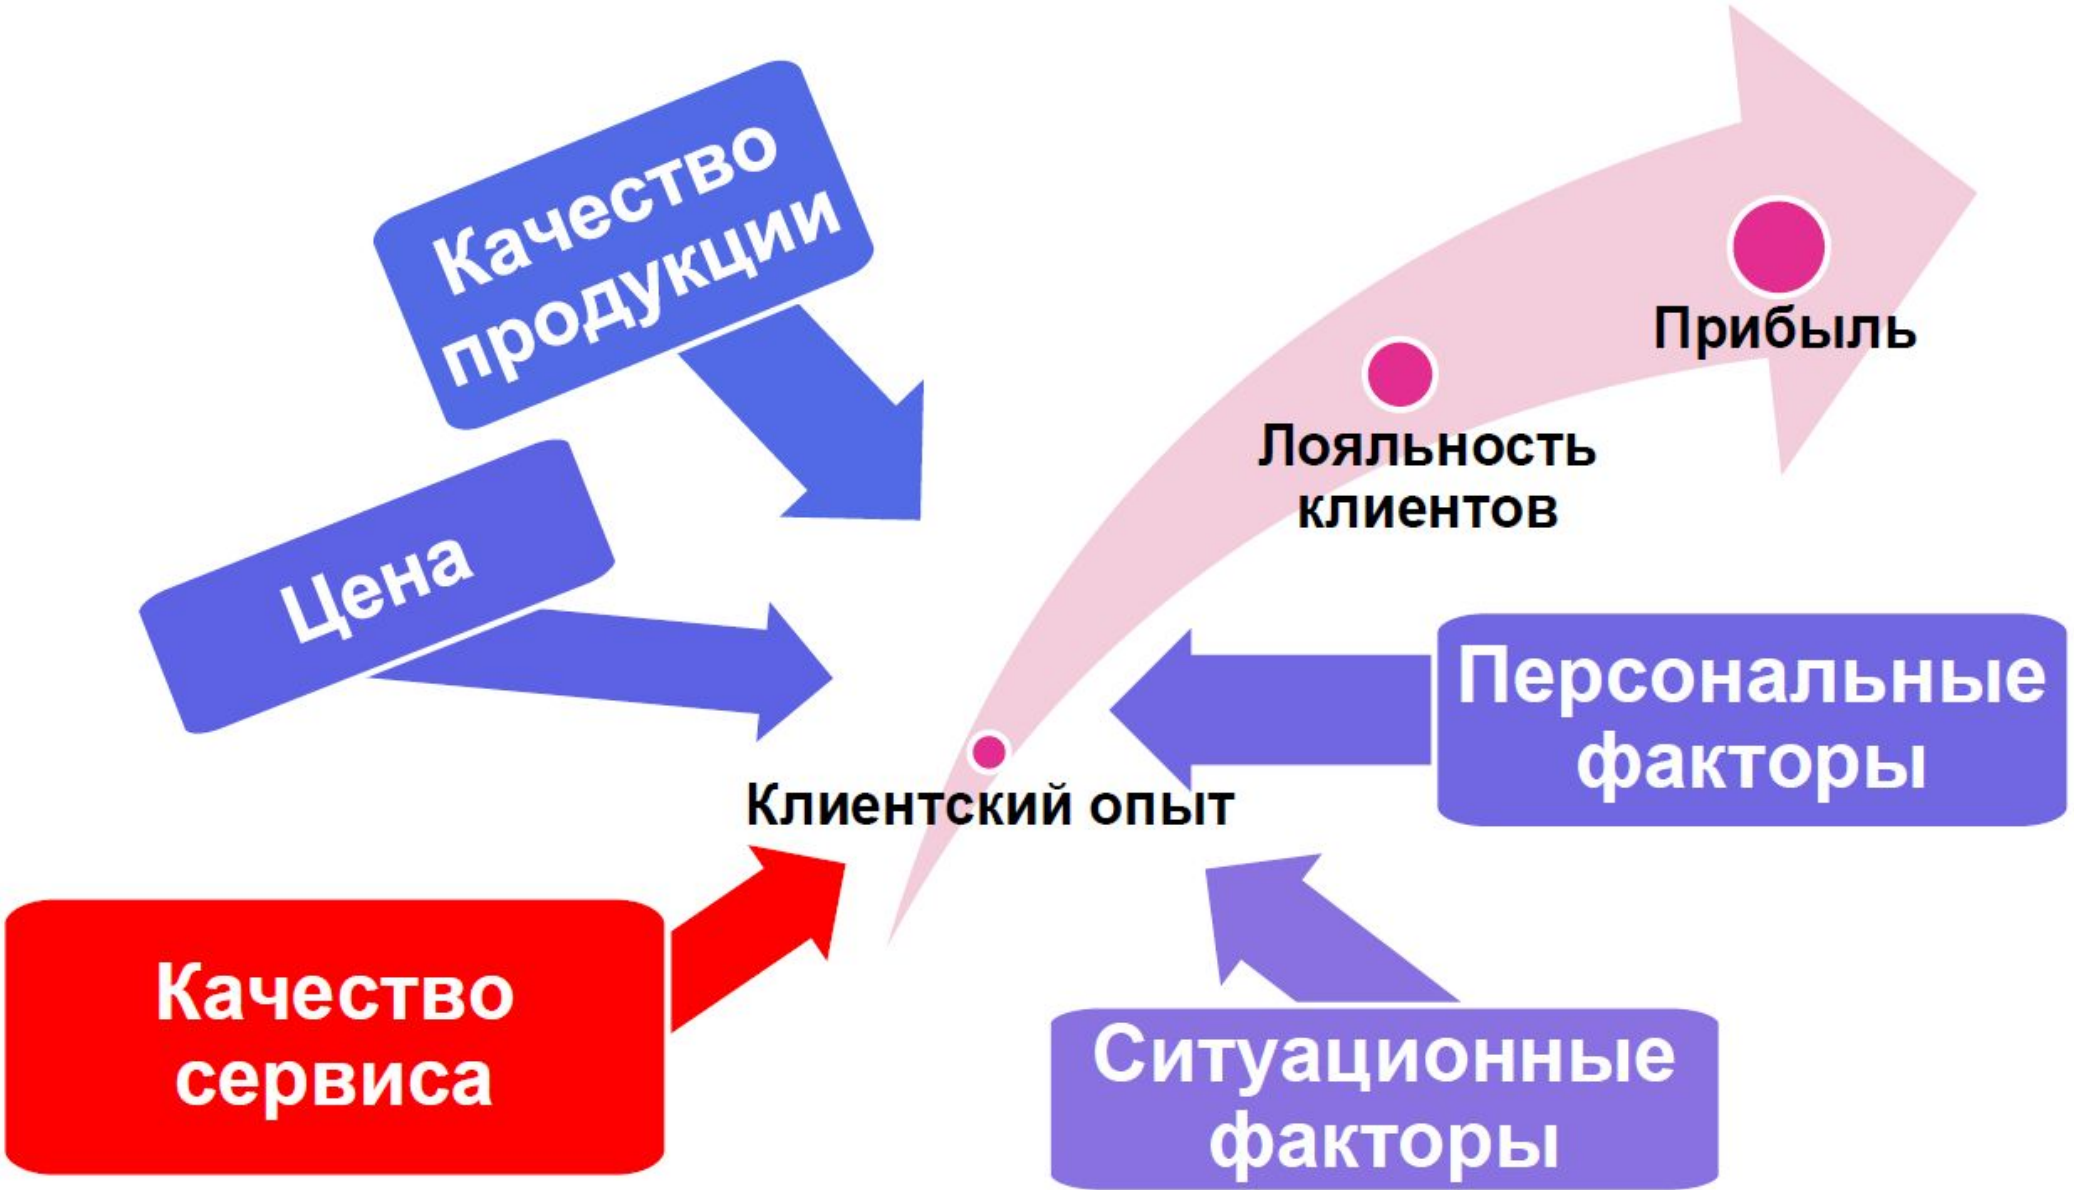 Качество
продукции
Прибыль
Лояльность
клиентов
Цена
Персональные
факторы
Клиентский опыт
Качество
сервиса
Ситуационные
факторы